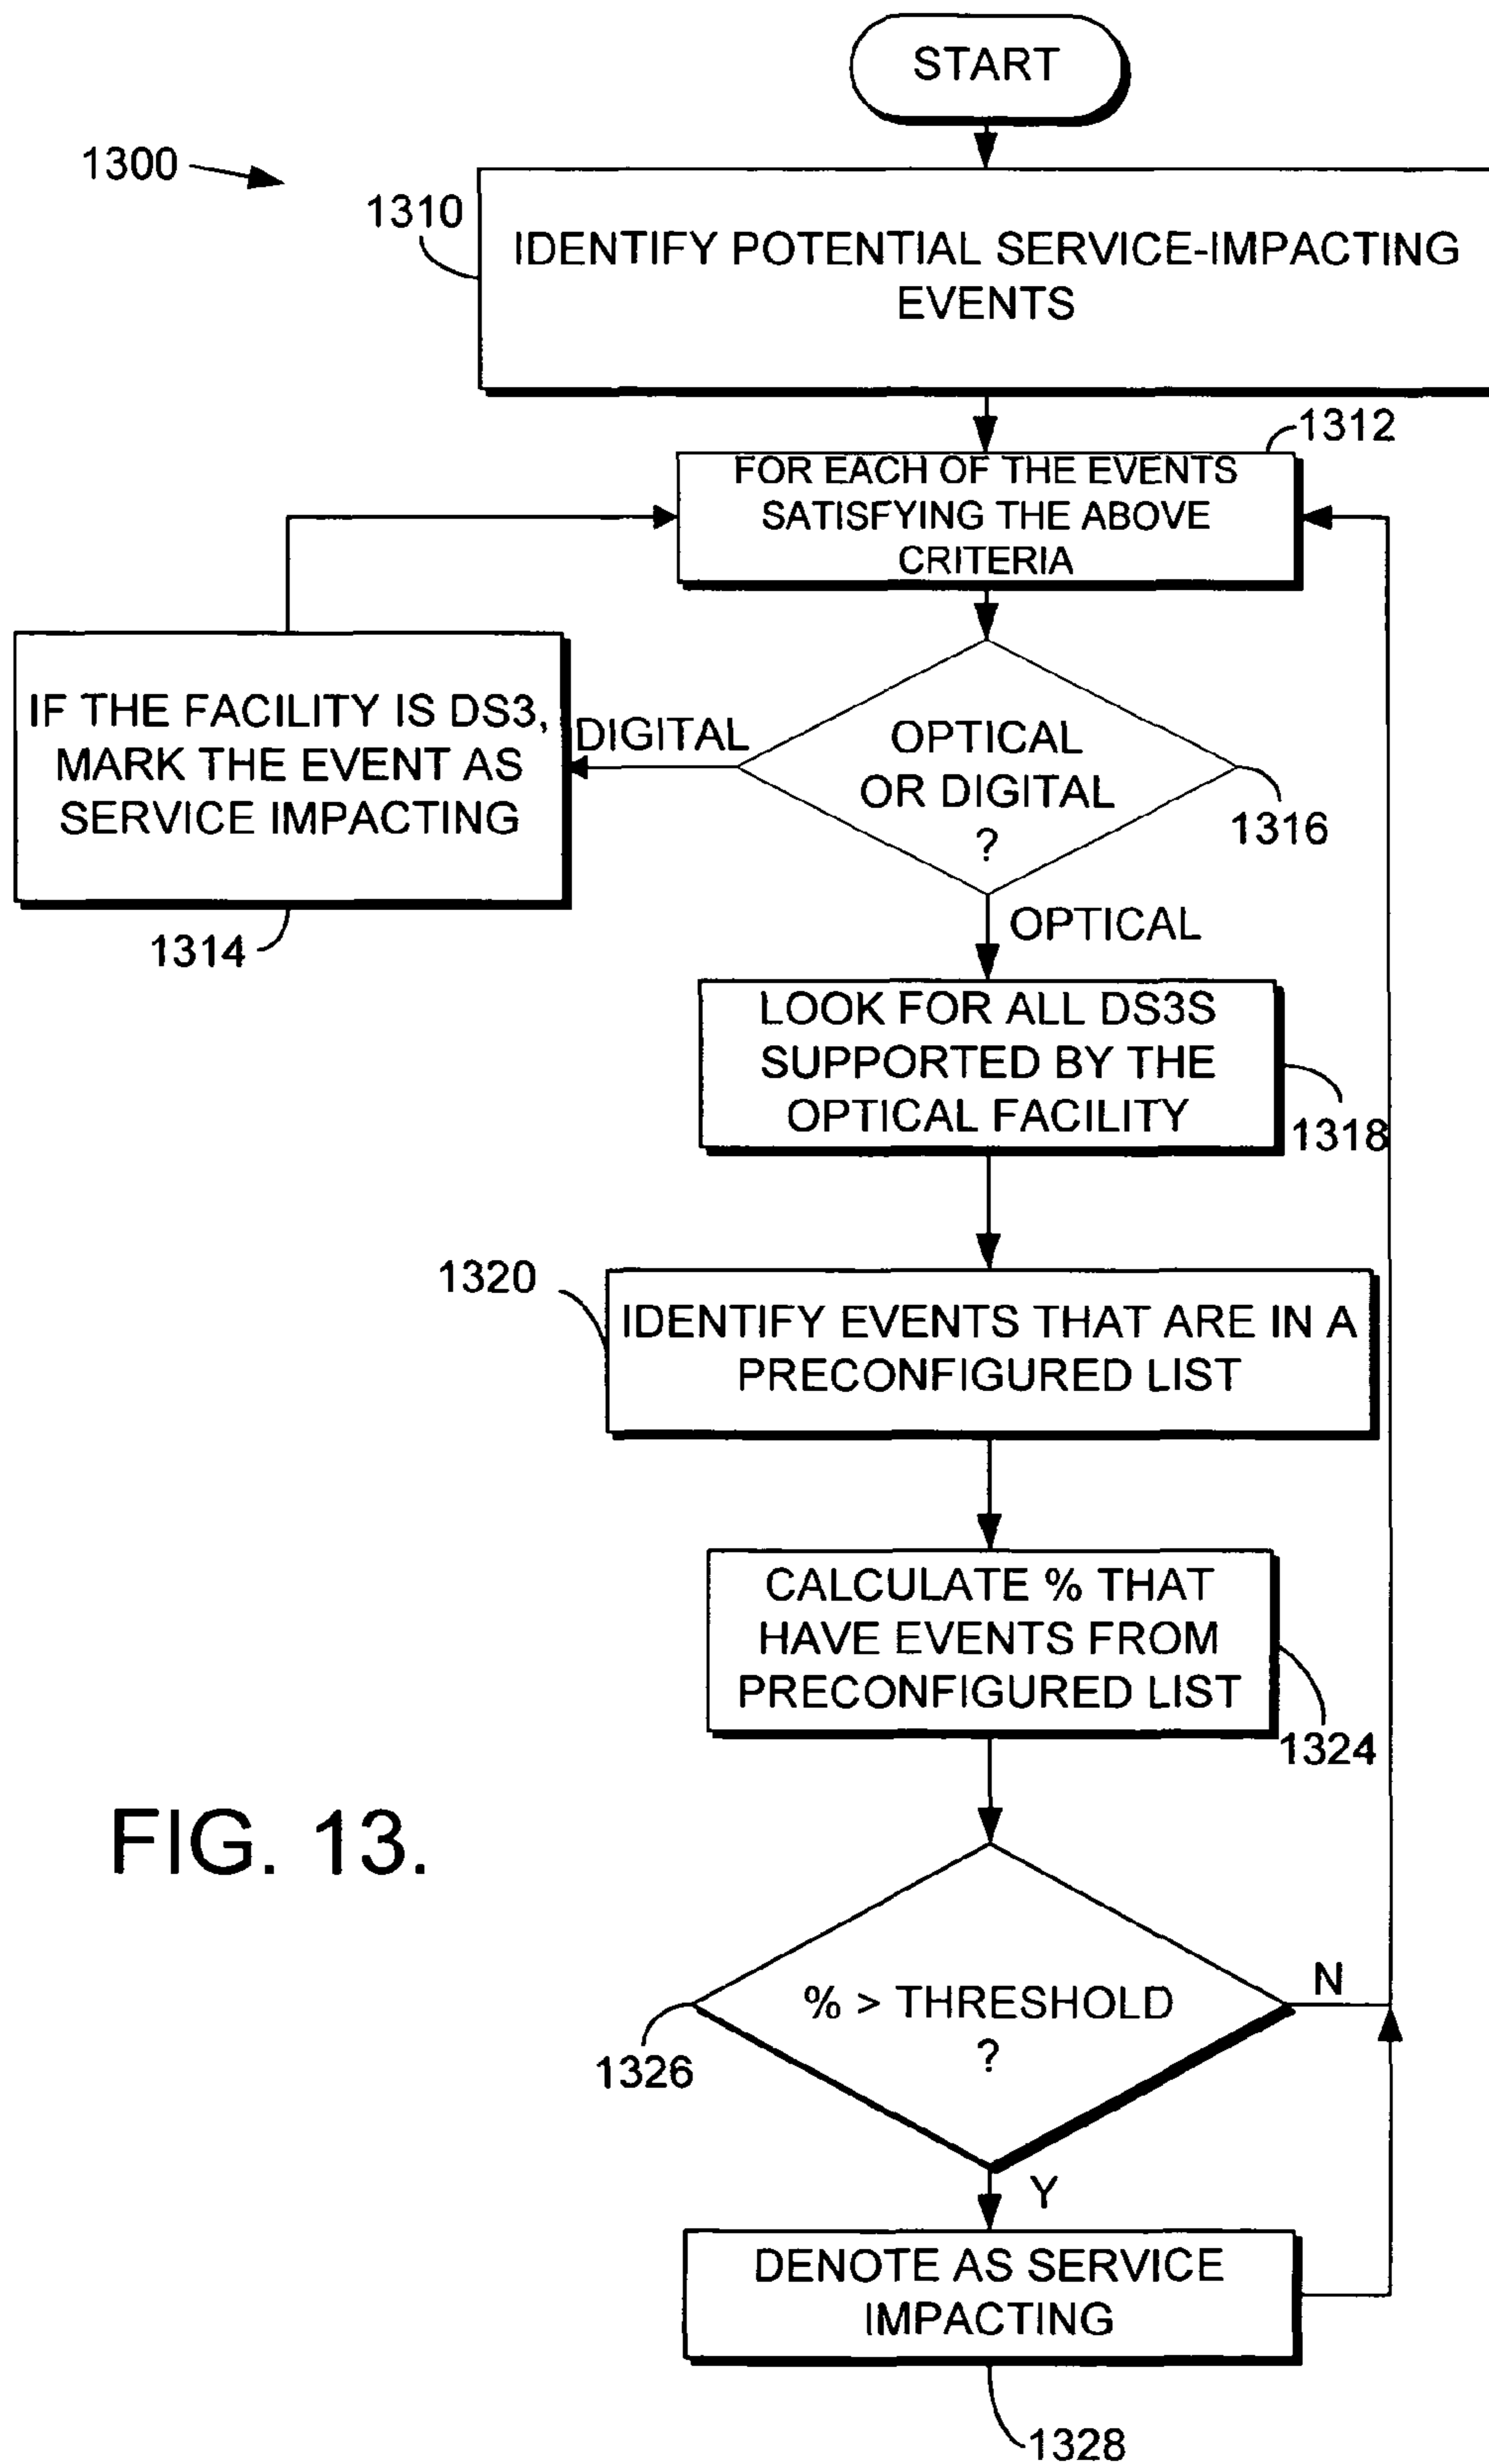 START
1300
1310
IDENTIFY POTENTIAL SERVICE-IMPACTING
EVENTS
1312
FOR EACH OF THE EVENTS
SATISFYING THE ABOVE
CRITERIA
IF THE FACILITY IS DS3,
MARK THE EVENT AS
SERVICE IMPACTING
1314
DIGITAL
OPTICAL
OR DIGITAL
?
1316
OPTICAL
LOOK FOR ALL DS3S
SUPPORTED BY THE
OPTICAL FACILITY
1318
1320
IDENTIFY EVENTS THAT ARE IN A
PRECONFIGURED LIST
CALCULATE % THAT
HAVE EVENTS FROM
PRECONFIGURED LIST
1324
FIG. 13.
% > THRESHOLD
?
N
1326
Y
DENOTE AS SERVICE
IMPACTING
1328